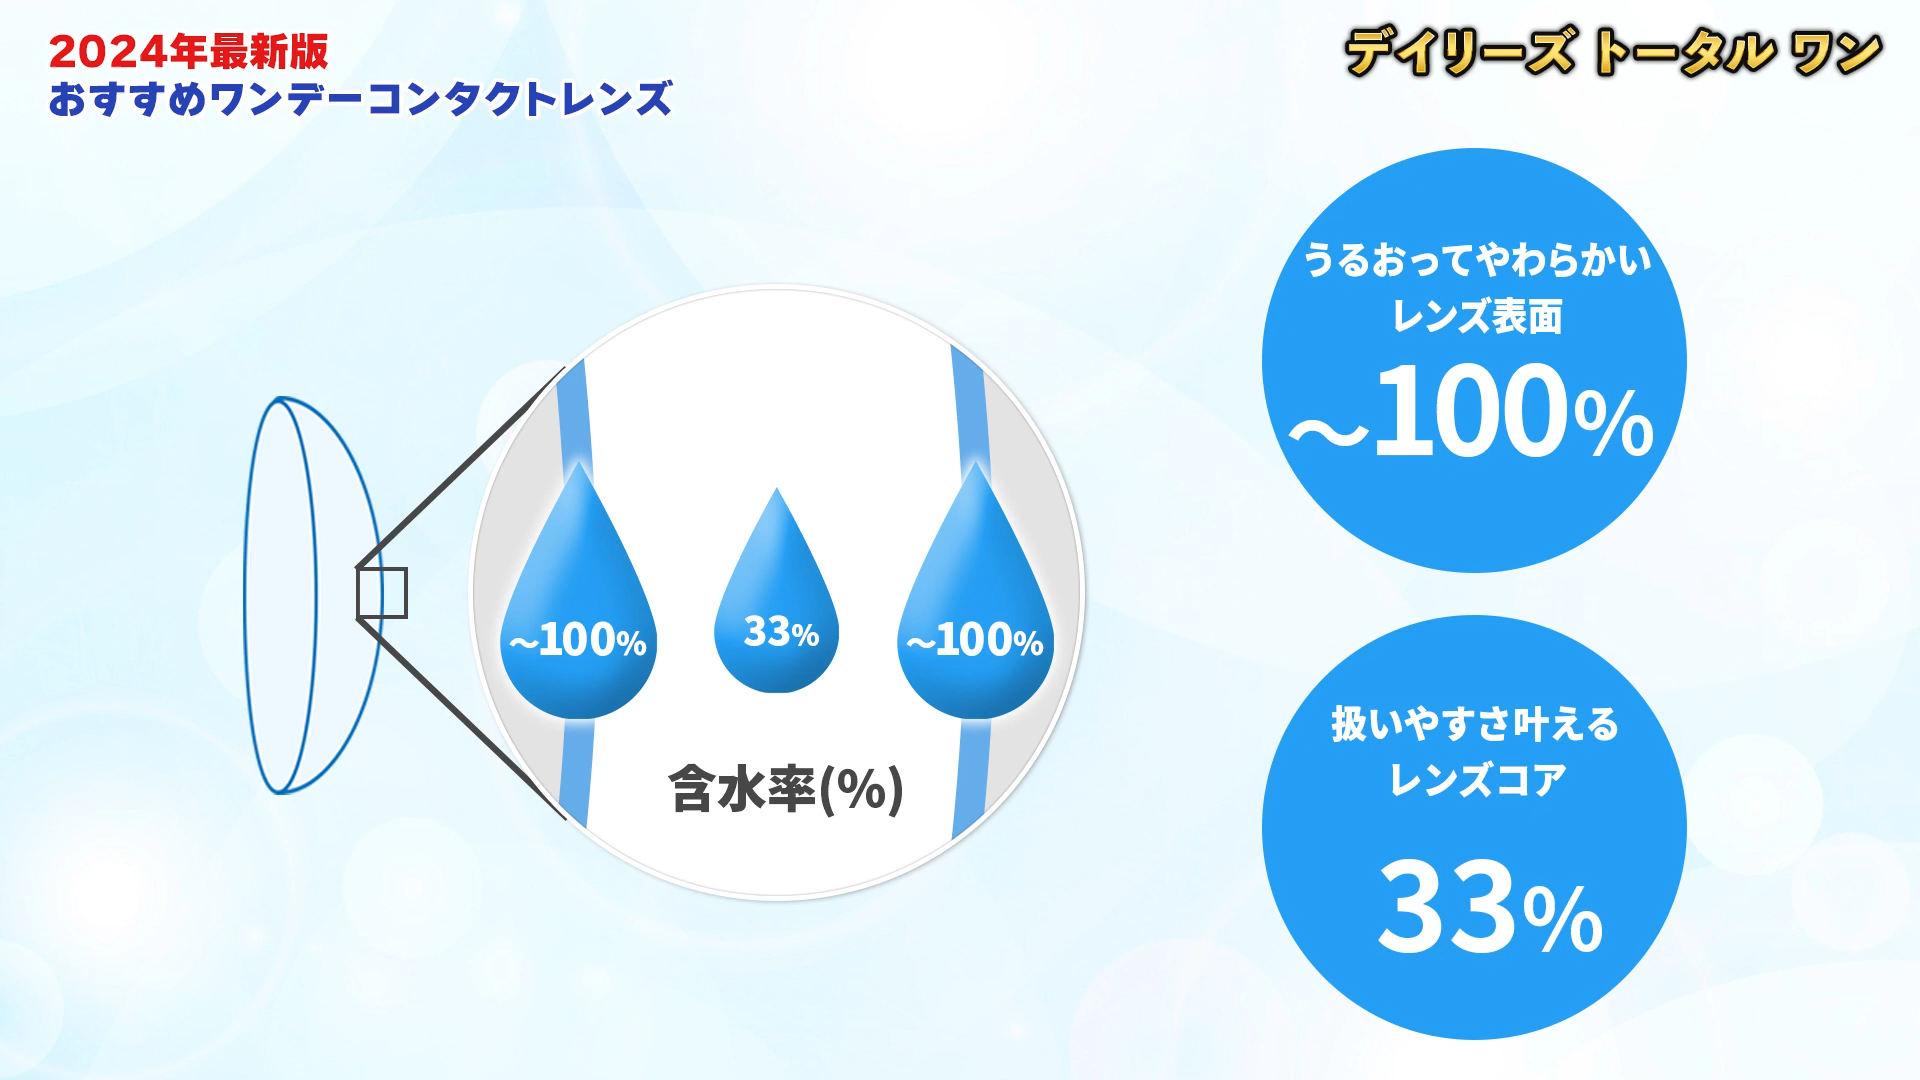 2024年最新版
おすすめワンデーコンタクトレンズ
デイリーズ トータル ワン
~100%
33%
~100%
含水率(%)
うるおってやわらかい
レンズ表面
~100%
扱いやすさ叶える
レンズコア
33%